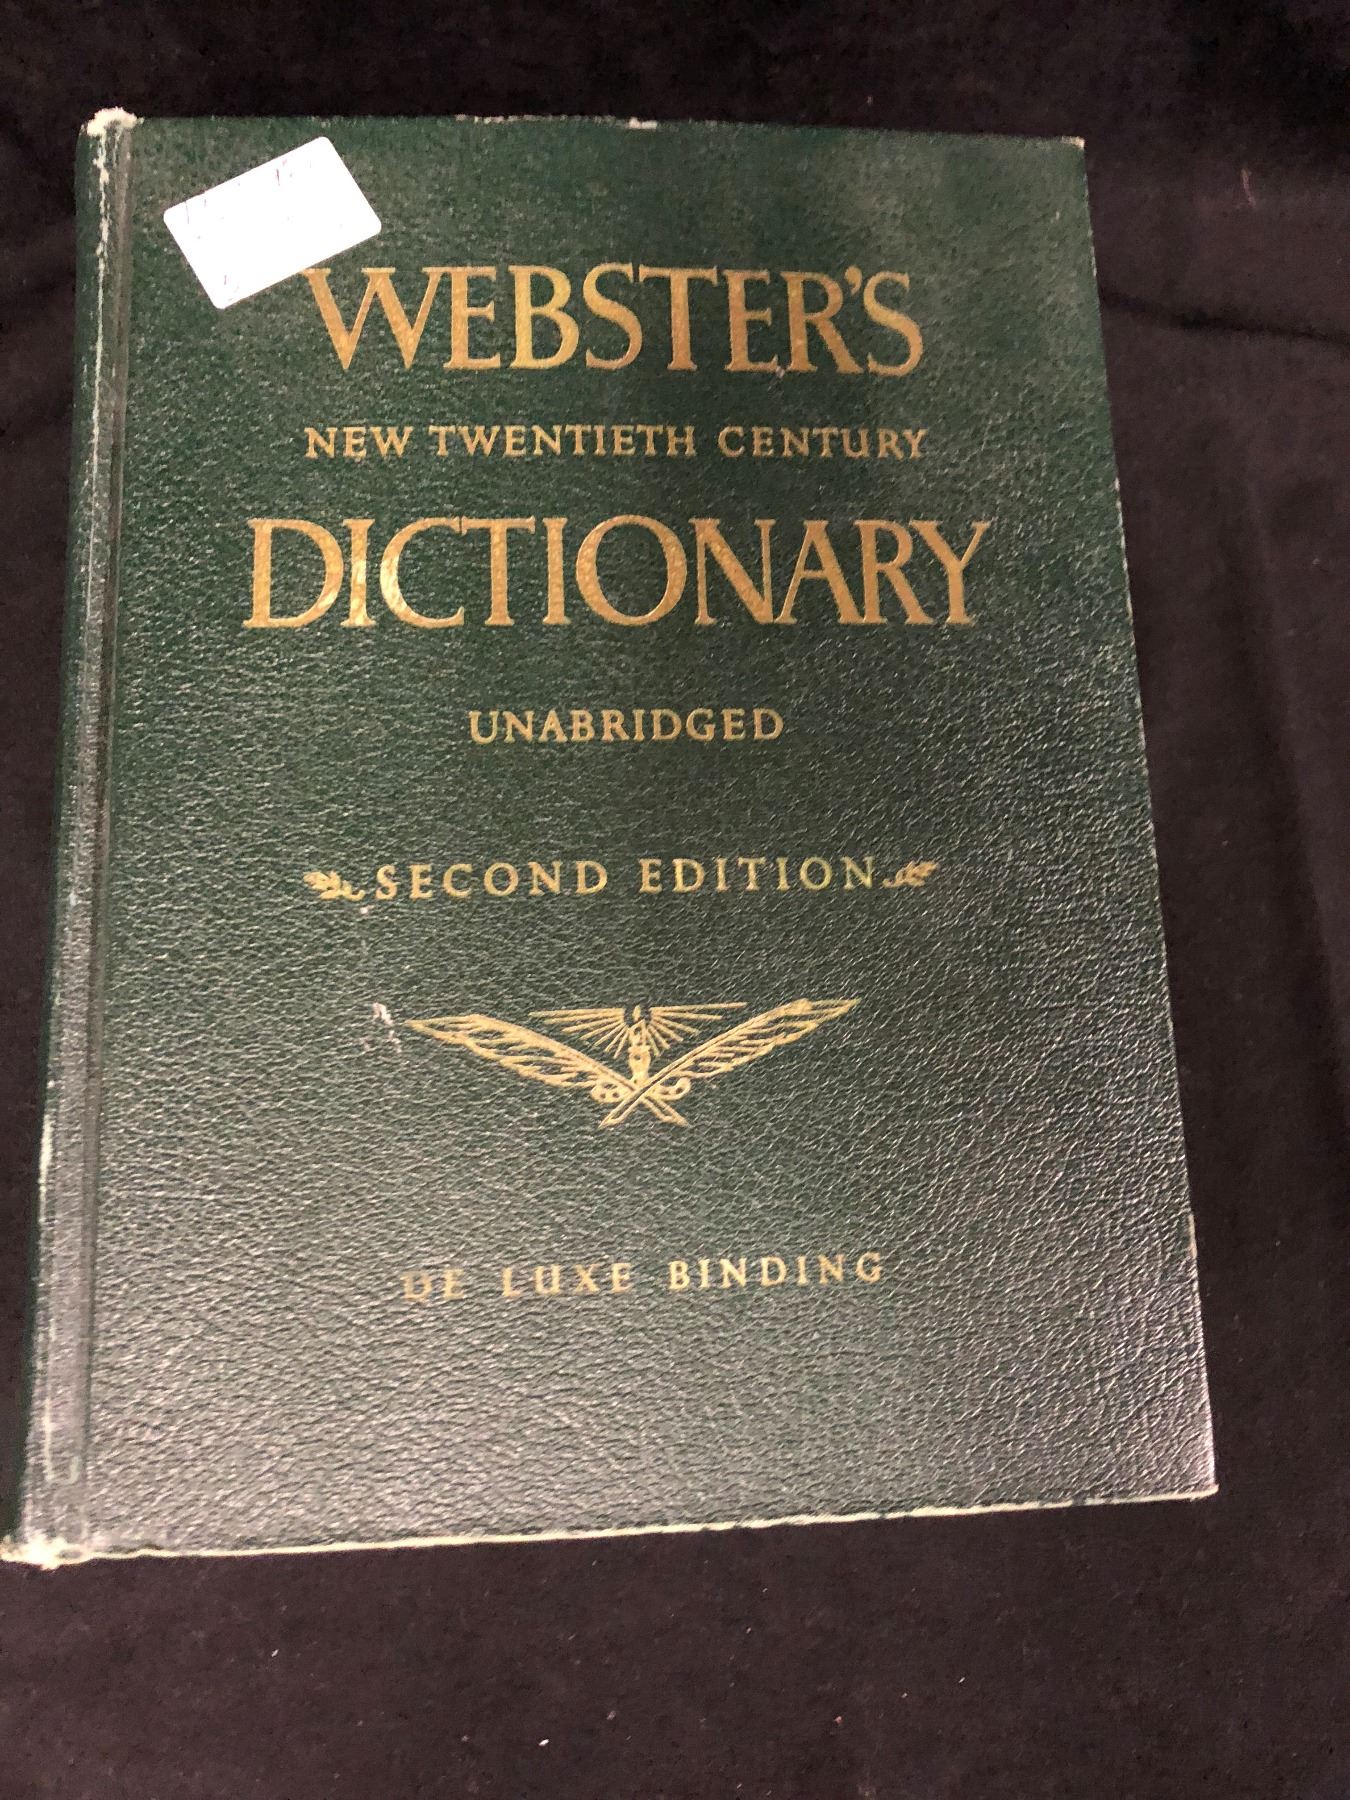 WEBSTER'S
NEW TWENTIETH CENTURY
DICTIONARY
UNABRIDGED
SECOND EDITION
DE LUXE BINDING